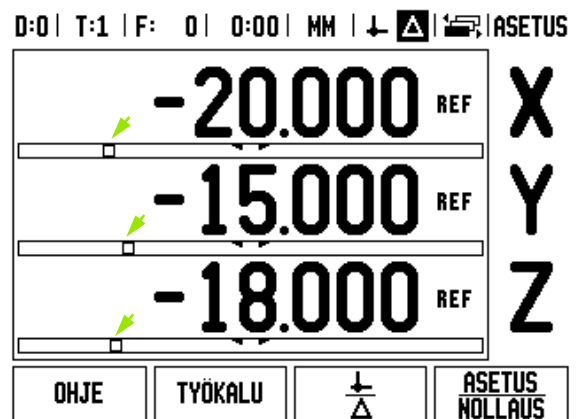 D:0 | T:1 | F: 0 | 0:00 | MM | Δ | ASETUS
-20.000 REF X
-15.000 REF Y
-18.000 REF Z
OHJE TYÖKALU Δ ASETUS
NOLLAUS